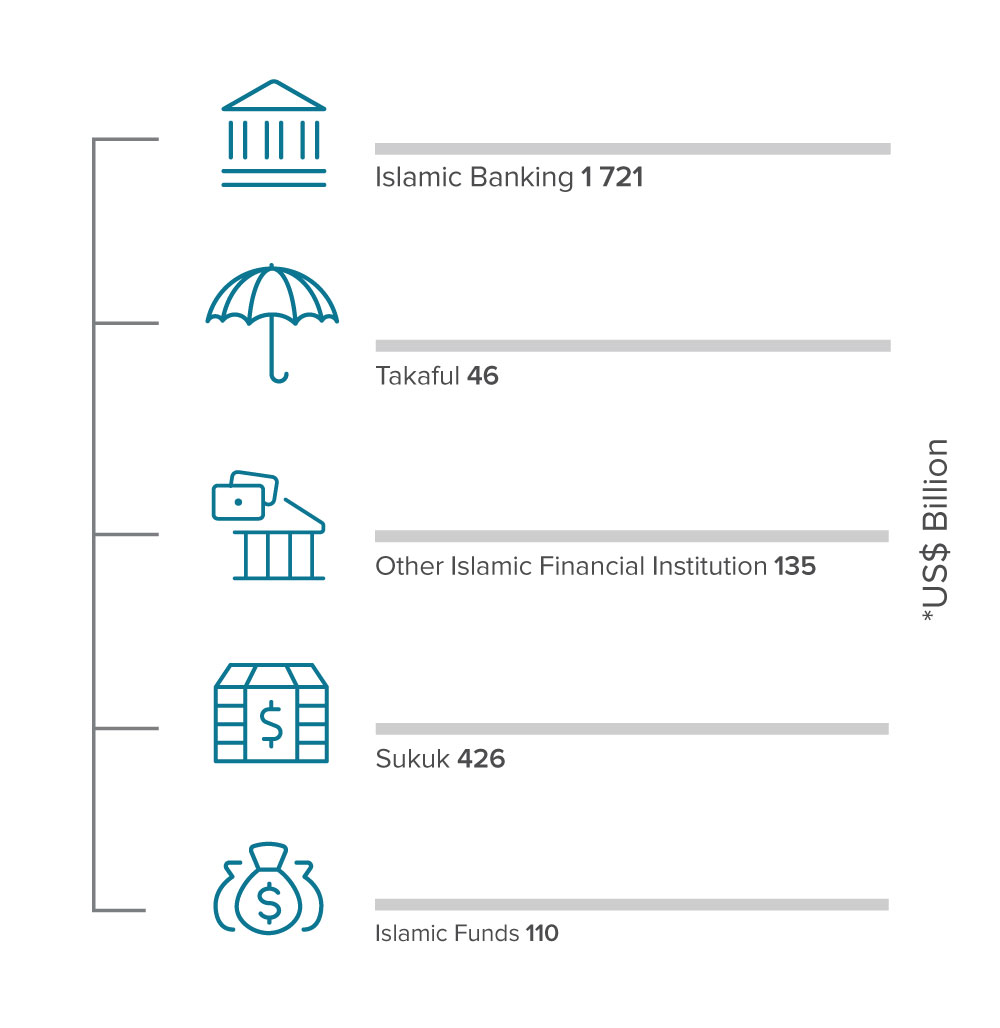 Islamic Banking 1 721
Takaful 46
Other Islamic Financial Institution 135
Sukuk 426
Islamic Funds 110
*US$ Billion
$
$